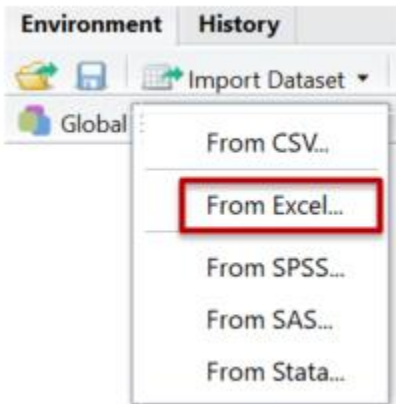 Environment History
Import Dataset
Global
From CSV...
From Excel...
From SPSS...
From SAS...
From Stata...